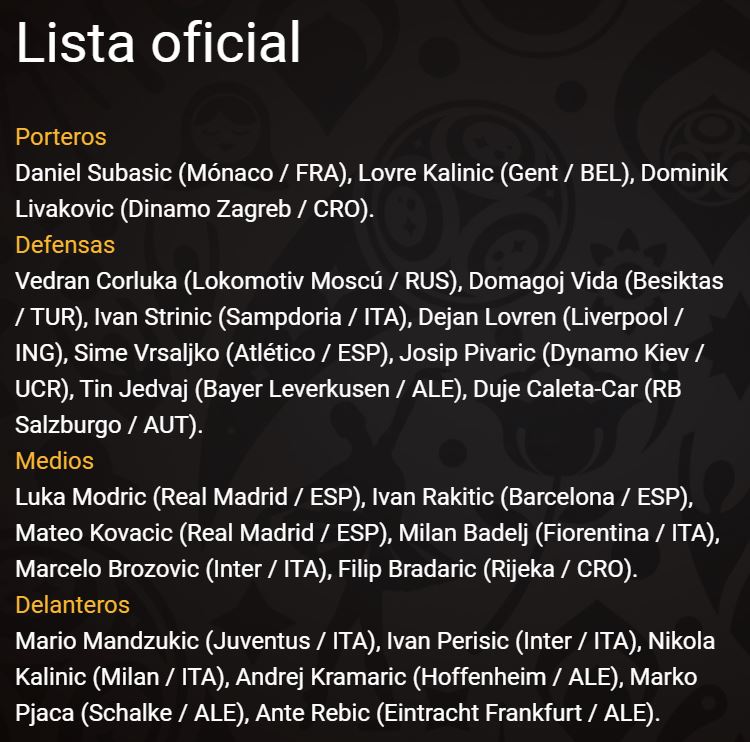 Lista oficial
Porteros
Daniel Subasic (Mónaco / FRA), Lovre Kalinic (Gent / BEL), Dominik
Livakovic (Dinamo Zagreb / CRO).
Defensas
Vedran Corluka (Lokomotiv Moscú / RUS), Domagoj Vida (Besiktas
/ TUR), Ivan Strinic (Sampdoria / ITA), Dejan Lovren (Liverpool /
ING), Sime Vrsaljko (Atlético / ESP), Josip Pivaric (Dynamo Kiev /
UCR), Tin Jedvaj (Bayer Leverkusen / ALE), Duje Caleta-Car (RB
Salzburgo / AUT).
Medios
Luka Modric (Real Madrid / ESP), Ivan Rakitic (Barcelona / ESP),
Mateo Kovacic (Real Madrid / ESP), Milan Badelj (Fiorentina / ITA),
Marcelo Brozovic (Inter / ITA), Filip Bradaric (Rijeka / CRO).
Delanteros
Mario Mandzukic (Juventus / ITA), Ivan Perisic (Inter / ITA), Nikola
Kalinic (Milan / ITA), Andrej Kramaric (Hoffenheim / ALE), Marko
Pjaca (Schalke / ALE), Ante Rebic (Eintracht Frankfurt / ALE).